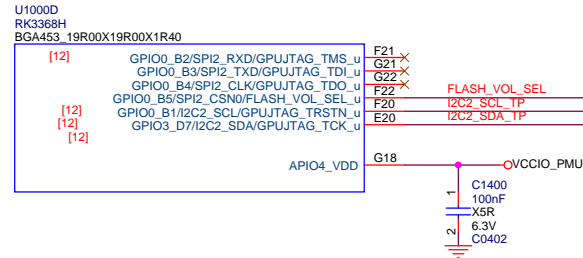 U1000D
RK3368H
BGA453_19R00X19R00X1R40
[12] GPIO0_B2/SPI2_RXD/GPUJTAG_TMS_u F21
GPIO0_B3/SPI2_TXD/GPUJTAG_TDI_u G21
GPIO0_B4/SPI2_CLK/GPUJTAG_TDO_u G22
GPIO0_B5/SPI2_CSN0/FLASH_VOL_SEL_u F22 FLASH_VOL_SEL
[12] GPIO0_B1/I2C2_SCL/GPUJTAG_TRSTN_u F20 I2C2_SCL_TP
[12] GPIO3_D7/I2C2_SDA/GPUJTAG_TCK_u E20 I2C2_SDA_TP
[12]
APIO4_VDD G18 VCCIO_PMU
1 C1400
100nF
X5R
6.3V
2 C0402